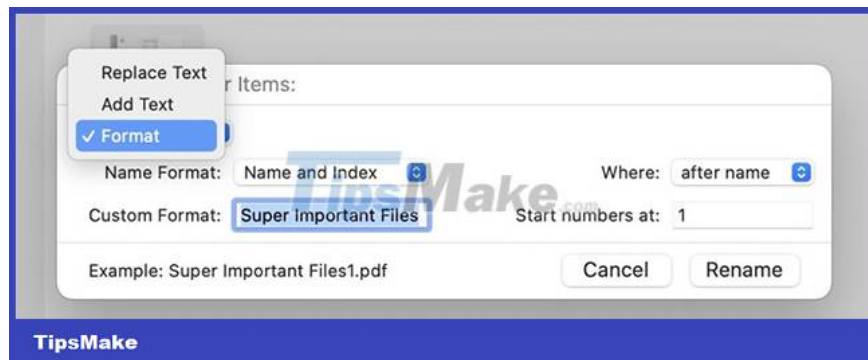 Replace Text
r Items:
Add Text
✓ Format
Name Format: Name and Index Where: after name
TipsMake.com
Custom Format: Super Important Files Start numbers at: 1
Example: Super Important Files1.pdf Cancel Rename
TipsMake